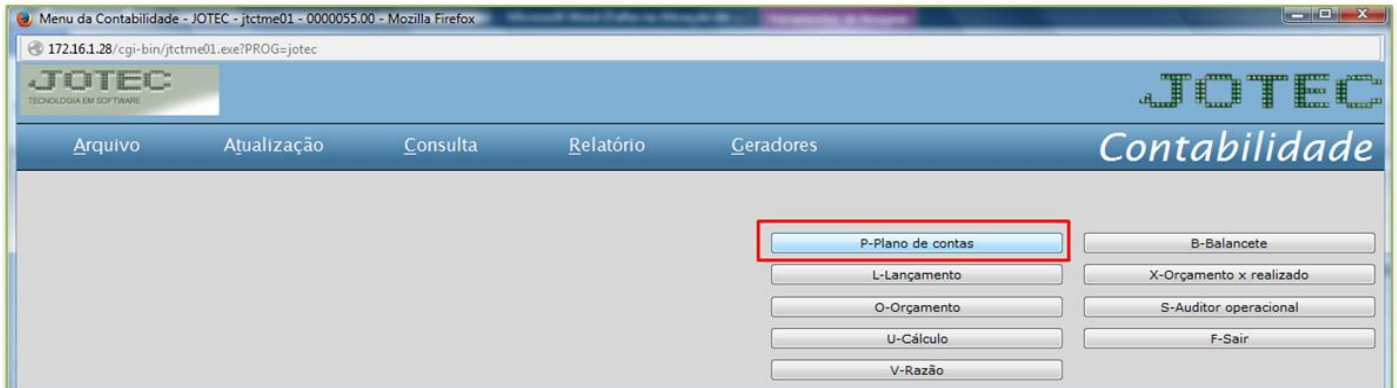 Menu da Contabilidade - JOTEC - jtctme01 - 0000055.00 - Mozilla Firefox
172.16.1.28/cgi-bin/jtctme01.exe?PROG=jotec
JOTEC
TECNOLOGIA EM SOFTWARE
JOTEC
Arquivo Atualização Consulta Relatório Geradores Contabilidade
P-Plano de contas B-Balancete
L-Lançamento X-Orçamento x realizado
O-Orçamento S-Auditor operacional
U-Cálculo F-Sair
V-Razão